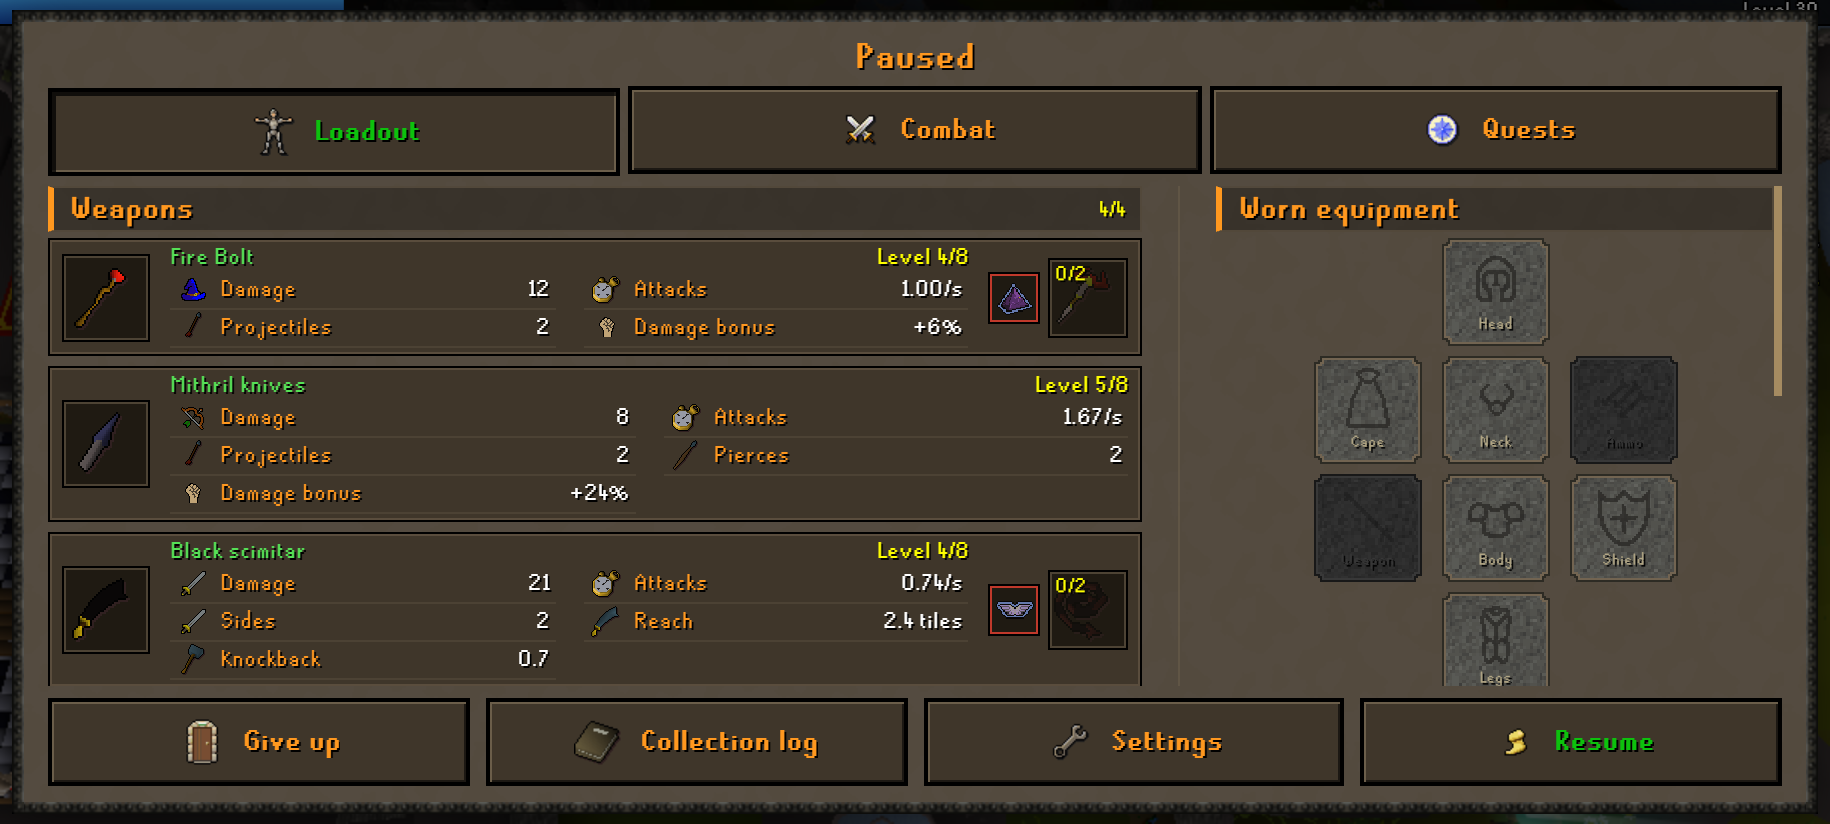 Level 30
Paused
Loadout
Combat
Quests
Weapons 4/4
Worn equipment
Fire Bolt Level 4/8
Damage 12 Attacks 1.00/s
0/2
Projectiles 2 Damage bonus +6%
Head
Mithril knives Level 5/8
Damage 8 Attacks 1.67/s
Cape Neck Ammo
Projectiles 2 Pierces 2
Damage bonus +24%
Black scimitar Level 4/8
Weapon Body Shield
Damage 21 Attacks 0.74/s
0/2
Sides 2 Reach 2.4 tiles
Knockback 0.7
Legs
Give up
Collection log
Settings
Resume